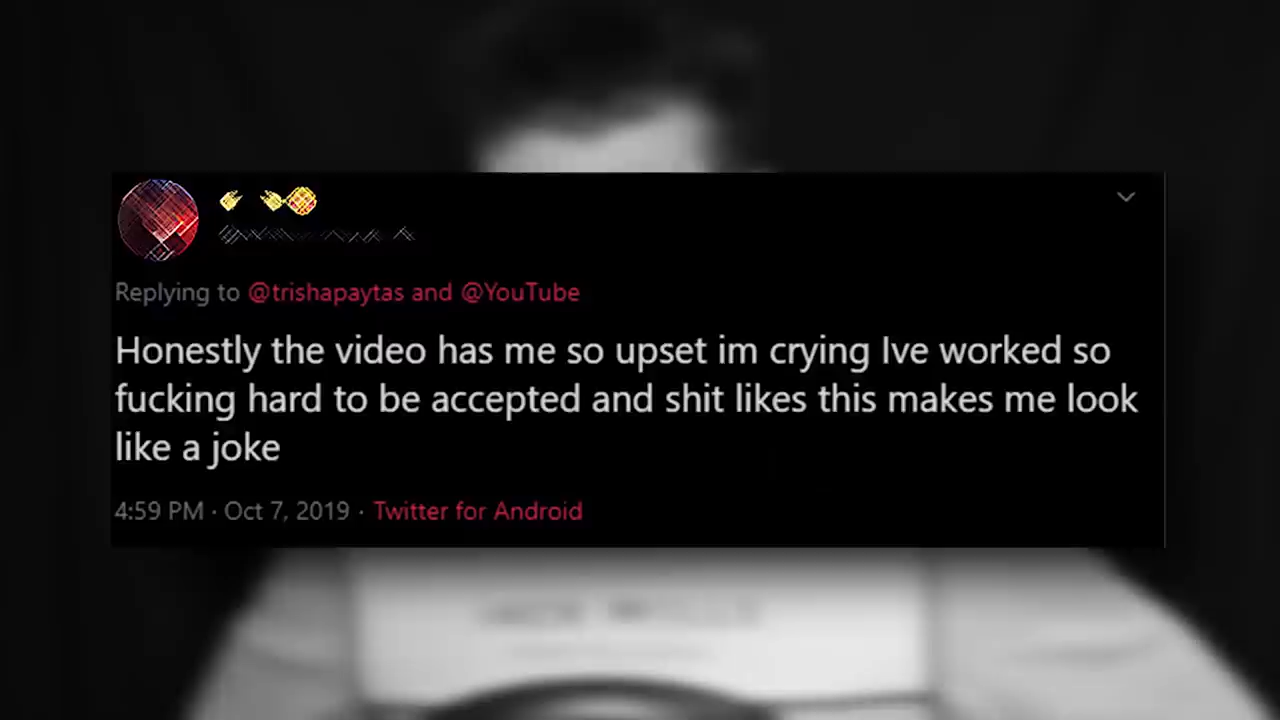 Replying to @trishapaytas and @YouTube
Honestly the video has me so upset im crying Ive worked so
fucking hard to be accepted and shit likes this makes me look
like a joke
4:59 PM · Oct 7, 2019 · Twitter for Android